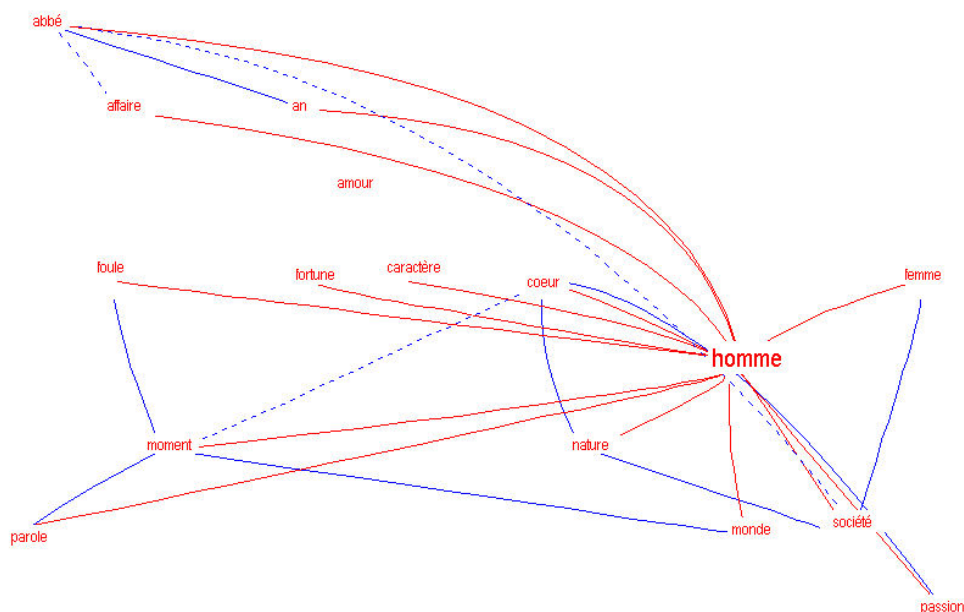 abbé
affaire
an
amour
foule
fortune
caractère
coeur
femme
homme
moment
nature
parole
monde
société
passion